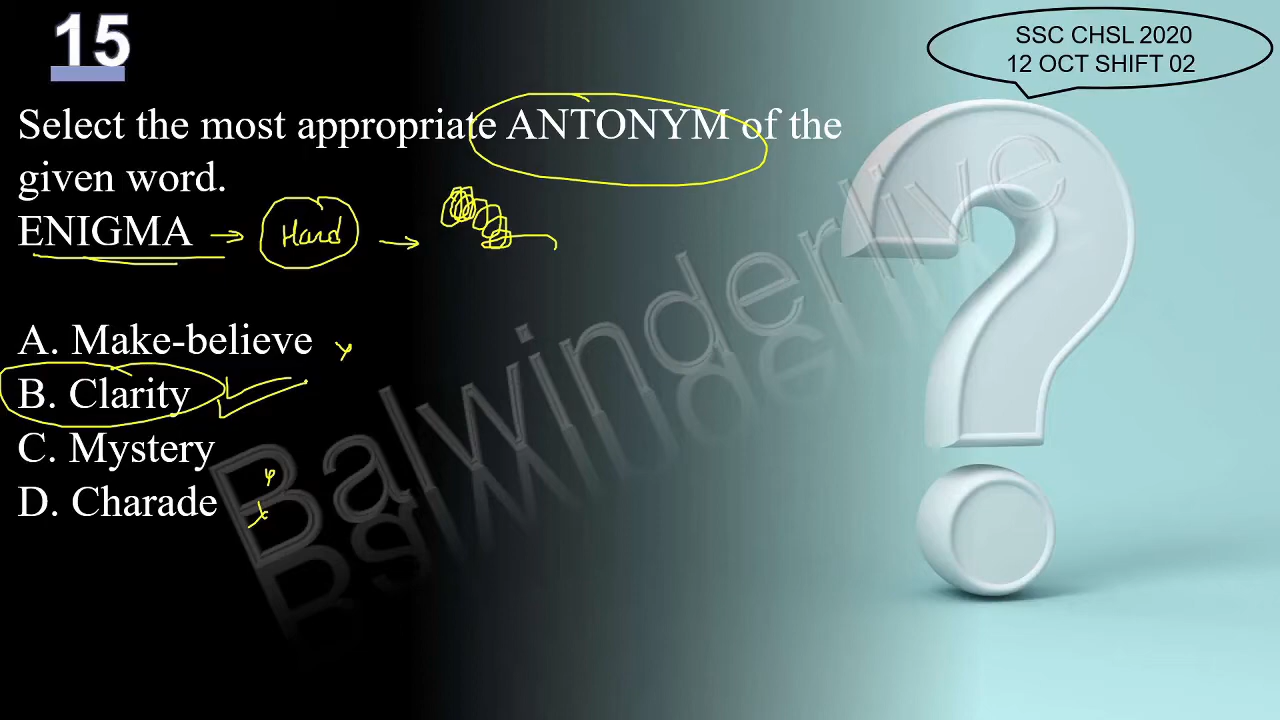 15
SSC CHSL 2020
12 OCT SHIFT 02
Select the most appropriate ANTONYM of the
given word.
ENIGMA → Hard →
A. Make-believe
B. Clarity
C. Mystery
D. Charade
Balwinderlive